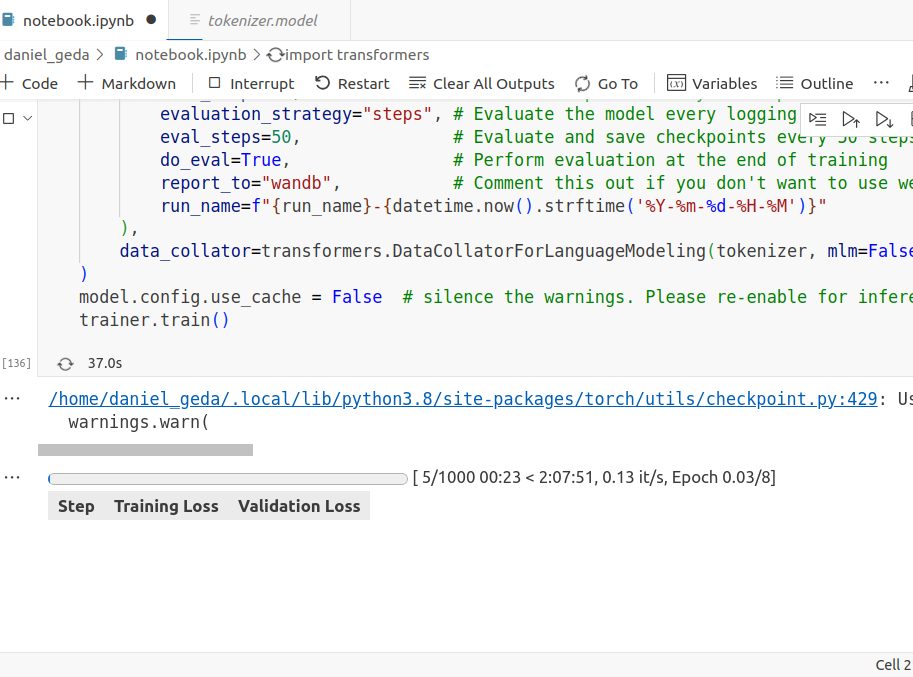 notebook.ipynb ● tokenizer.model
daniel_geda > notebook.ipynb > import transformers
+ Code + Markdown Interrupt Restart Clear All Outputs Go To Variables Outline ...
evaluation_strategy="steps", # Evaluate the model every logging
eval_steps=50, # Evaluate and save checkpoints every 50 steps
do_eval=True, # Perform evaluation at the end of training
report_to="wandb", # Comment this out if you don't want to use we
run_name=f"{run_name}-{datetime.now().strftime('%Y-%m-%d-%H-%M')}"
),
data_collator=transformers.DataCollatorForLanguageModeling(tokenizer, mlm=False
)
model.config.use_cache = False # silence the warnings. Please re-enable for infere
trainer.train()
[136] 37.0s
... /home/daniel_geda/.local/lib/python3.8/site-packages/torch/utils/checkpoint.py:429: Us
warnings.warn(
... [ 5/1000 00:23 < 2:07:51, 0.13 it/s, Epoch 0.03/8]
Step Training Loss Validation Loss
Cell 2